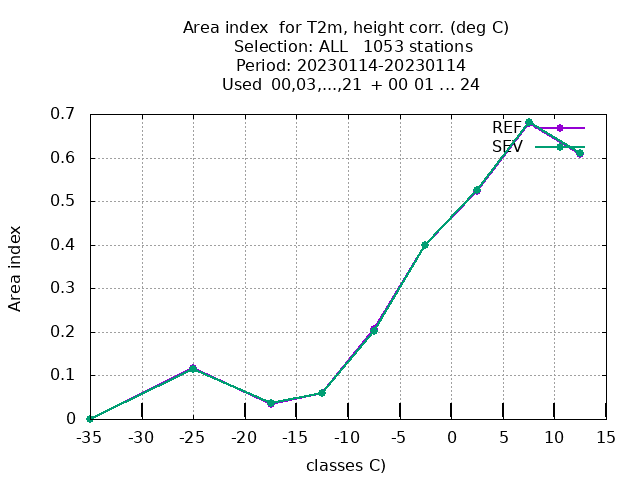 Area index  for T2m, height corr. (deg C)
Selection: ALL   1053 stations
Period: 20230114-20230114
Used  00,03,...,21  + 00 01 ... 24
REF
SEV
0.7
0.6
0.5
0.4
0.3
0.2
0.1
0
Area index
-35 -30 -25 -20 -15 -10 -5 0 5 10 15
classes C)